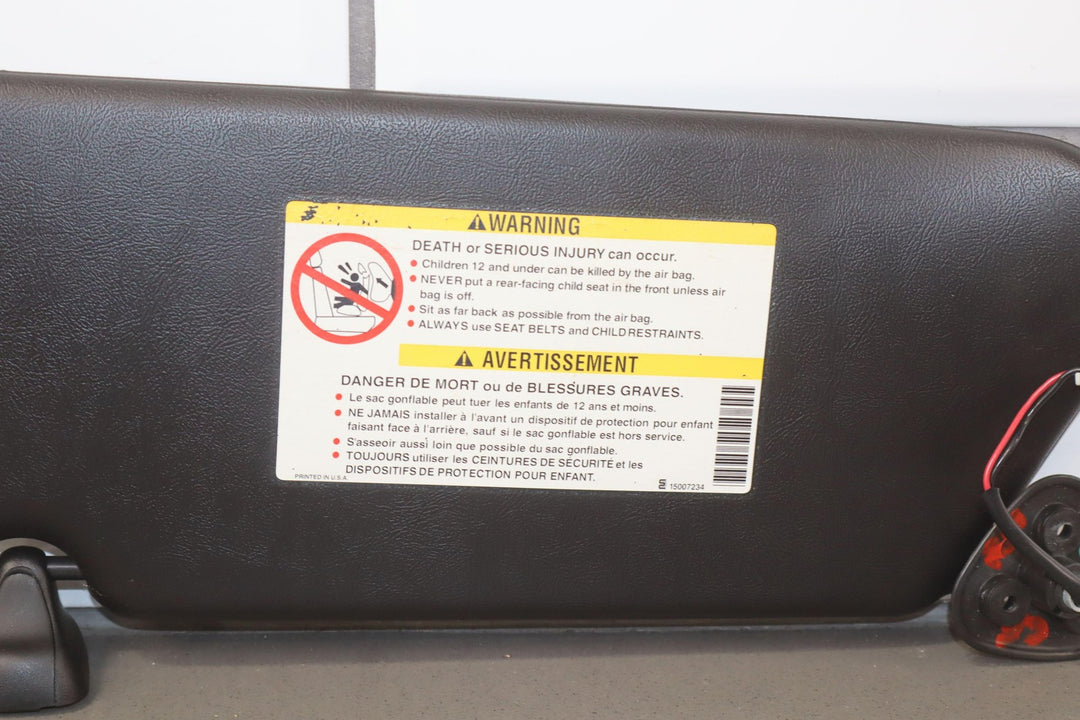 WARNING
DEATH or SERIOUS INJURY can occur.
Children 12 and under can be killed by the air bag.
NEVER put a rear-facing child seat in the front unless air
bag is off.
Sit as far back as possible from the air bag.
ALWAYS use SEAT BELTS and CHILD RESTRAINTS.
AVERTISSEMENT
DANGER DE MORT ou de BLESSURES GRAVES.
Le sac gonflable peut tuer les enfants de 12 ans et moins.
NE JAMAIS installer à l'avant un dispositif de protection pour enfant
faisant face à l'arrière, sauf si le sac gonflable est hors service.
S'asseoir aussi loin que possible du sac gonflable.
TOUJOURS utiliser les CEINTURES DE SÉCURITÉ et les
DISPOSITIFS DE PROTECTION POUR ENFANT.
PRINTED IN U.S.A.
15007234